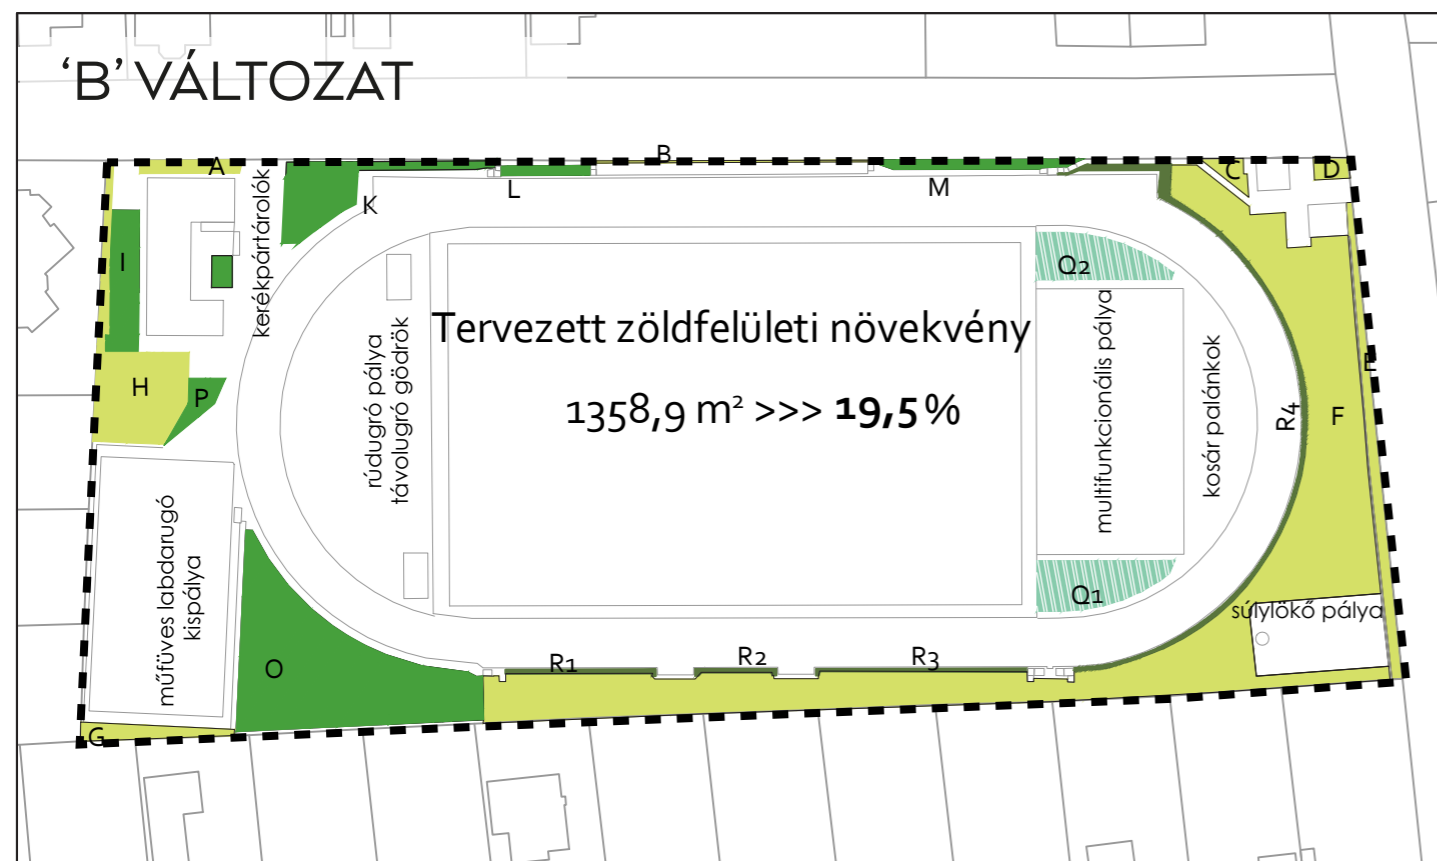 ‘B’ VÁLTOZAT
A
B
C
D
K
L
M
I
kerékpártárolók
Q2
Tervezett zöldfelületi növekvény
1358,9 m² >>> 19,5%
rúdugró pálya
távolugró gödrök
multifunkcionális pálya
kosár palánkok
E
R4
F
H
P
műfüves labdarugó
kispálya
Q1
súlylökő pálya
O
R1
R2
R3
G